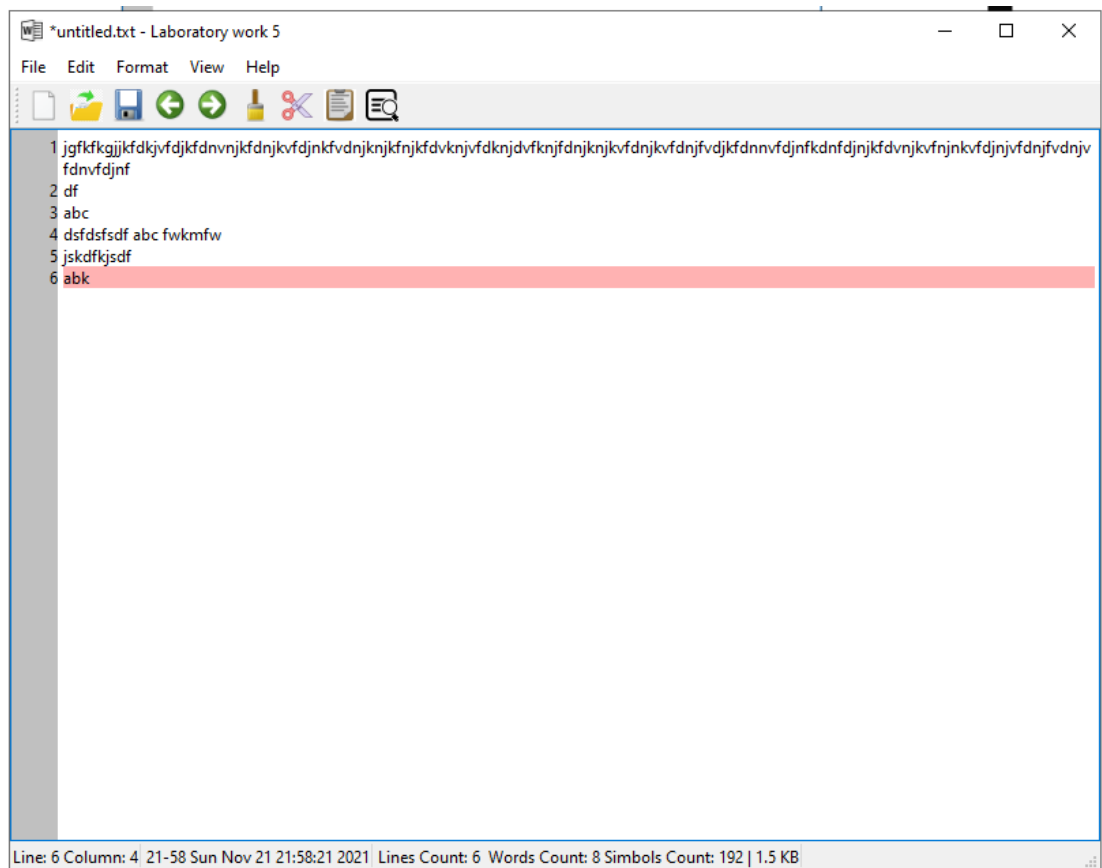 *untitled.txt - Laboratory work 5
File Edit Format View Help
1 jgfkfkgjjkfdkjvfdjkfdnvnjkfdnjkvfdjnkfvdnjknjkfnjkfdvknjvfdknjdvfknjfdnjknjkvfdnjkvfdnjfvdjkfdnnvfdjnfkdnfdjnjkfdvnjkvfnjnkvfdjnjvfdnjfvdnjv
fdnvfdjnf
2 df
3 abc
4 dsfdsfsdf abc fwkmfw
5 jskdfkjsdf
6 abk
Line: 6 Column: 4 21-58 Sun Nov 21 21:58:21 2021 Lines Count: 6 Words Count: 8 Simbols Count: 192 | 1.5 KB